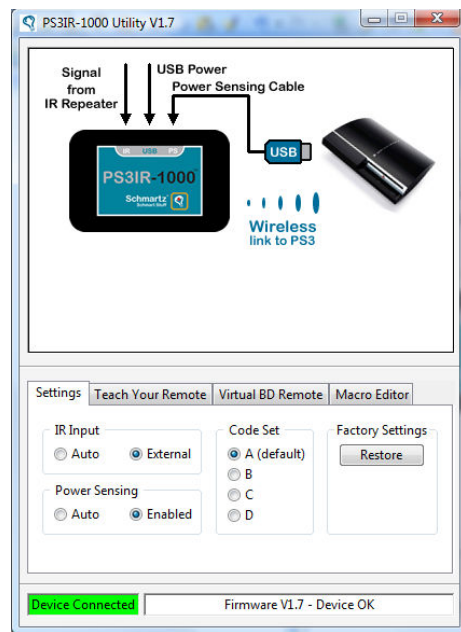 PS3IR-1000 Utility V1.7
Signal
from
IR Repeater
USB Power
Power Sensing Cable
IR USB PS
PS3IR-1000
Schmartz
Schmart Stuff
USB
Wireless
link to PS3
Settings Teach Your Remote Virtual BD Remote Macro Editor
IR Input
Auto External
Power Sensing
Auto Enabled
Code Set
A (default)
B
C
D
Factory Settings
Restore
Device Connected Firmware V1.7 - Device OK